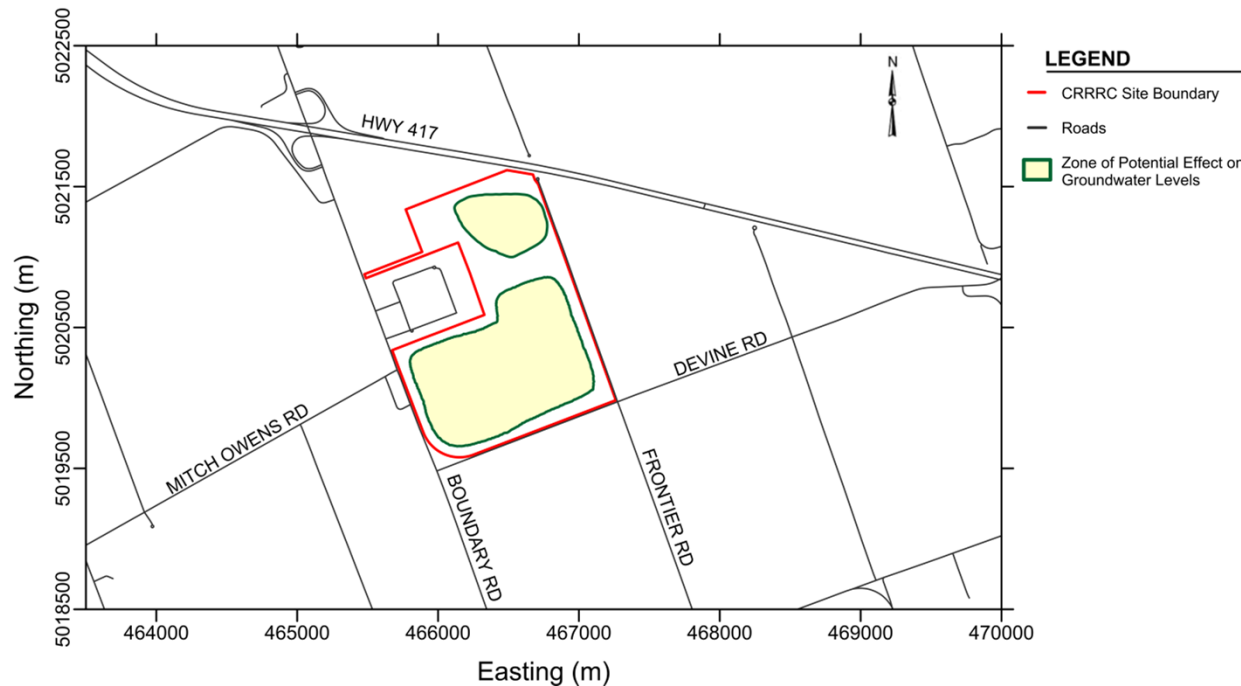 LEGEND
CRRRC Site Boundary
Roads
Zone of Potential Effect on
Groundwater Levels
N
HWY 417
DEVINE RD
MITCH OWENS RD
BOUNDARY RD
FRONTIER RD
Northing (m)
5022500
5021500
5020500
5019500
5018500
464000 465000 466000 467000 468000 469000 470000
Easting (m)